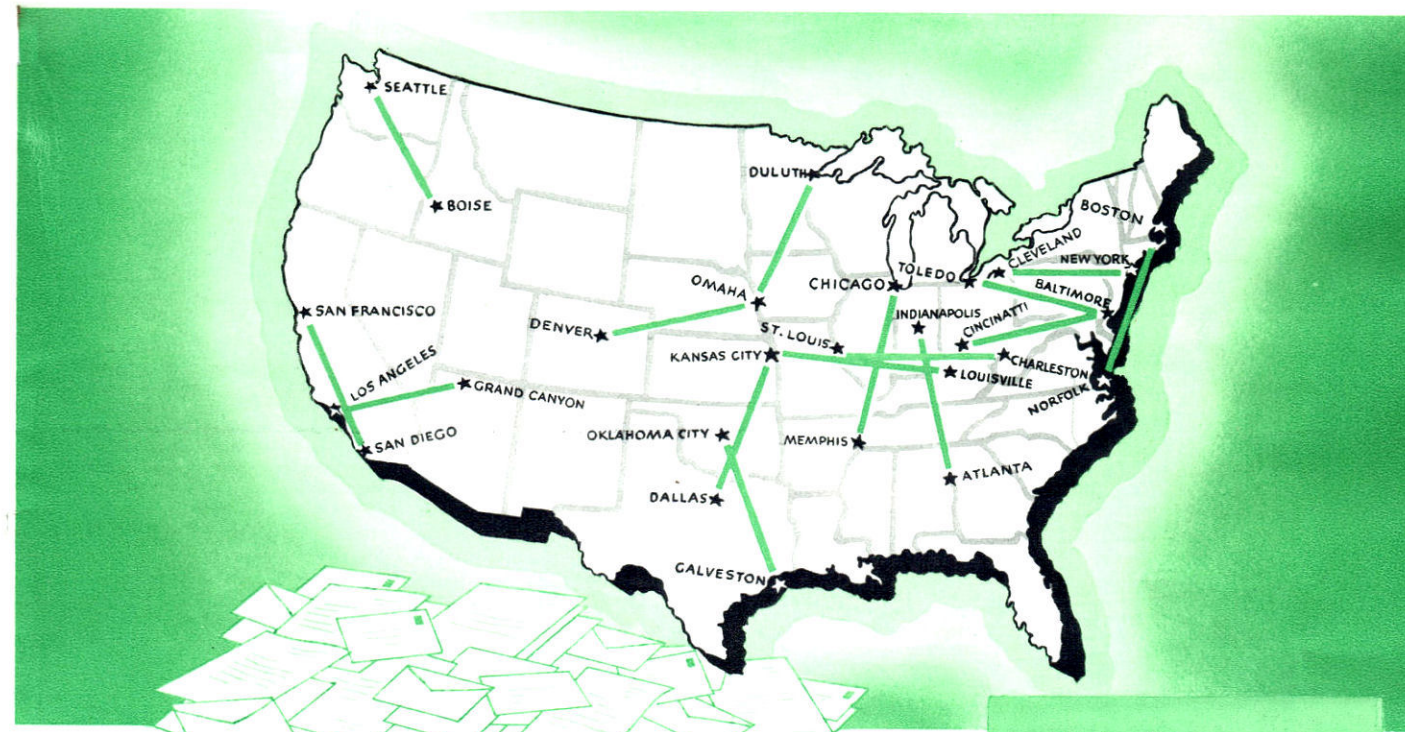 SEATTLE
BOISE
DULUTH
BOSTON
CLEVELAND
NEW YORK
TOLEDO
CHICAGO
OMAHA
BALTIMORE
INDIANAPOLIS
CINCINATTI
SAN FRANCISCO
DENVER
ST. LOUIS
KANSAS CITY
CHARLESTON
LOUISVILLE
NORFOLK
LOS ANGELES
GRAND CANYON
SAN DIEGO
OKLAHOMA CITY
MEMPHIS
ATLANTA
DALLAS
GALVESTON